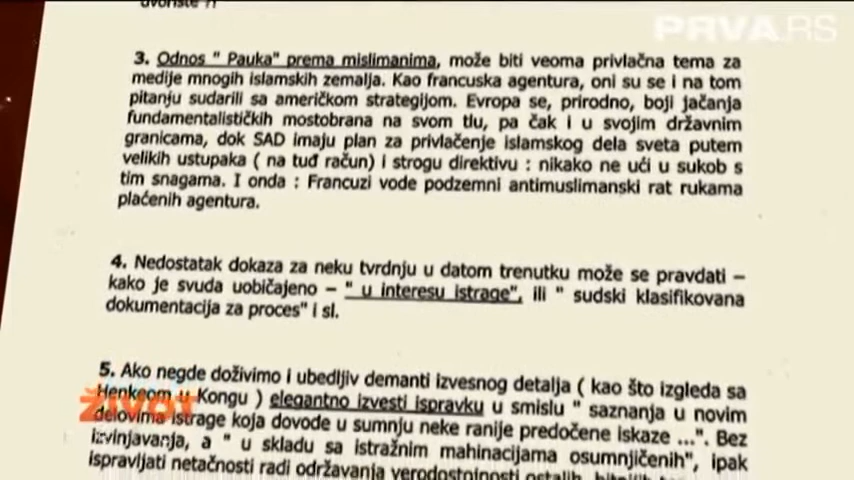 PRVA.RS
3. Odnos " Pauka" prema mislimanima, može biti veoma privlačna tema za
medije mnogih islamskih zemalja. Kao francuska agentura, oni su se i na tom
pitanju sudarili sa američkom strategijom. Evropa se, prirodno, boji jačanja
fundamentalističkih mostobrana na svom tlu, pa čak i u svojim državnim
granicama, dok SAD imaju plan za privlačenje islamskog dela sveta putem
velikih ustupaka ( na tuđ račun) i strogu direktivu : nikako ne ući u sukob s
tim snagama. I onda : Francuzi vode podzemni antimuslimanski rat rukama
plaćenih agentura.
4. Nedostatak dokaza za neku tvrdnju u datom trenutku može se pravdati –
kako je svuda uobičajeno – " u interesu istrage", ili " sudski klasifikovana
dokumentacija za proces" i sl.
5. Ako negde doživimo i ubedljiv demanti izvesnog detalja ( kao što izgleda sa
Henkeom u Kongu ) elegantno izvesti ispravku u smislu " saznanja u novim
ŽIVOT
delovima istrage koja dovode u sumnju neke ranije predočene iskaze ...". Bez
izvinjavanja, a " u skladu sa istražnim mahinacijama osumnjičenih", ipak
ispravljati netačnosti radi održavanja verodostojnosti ostalih,